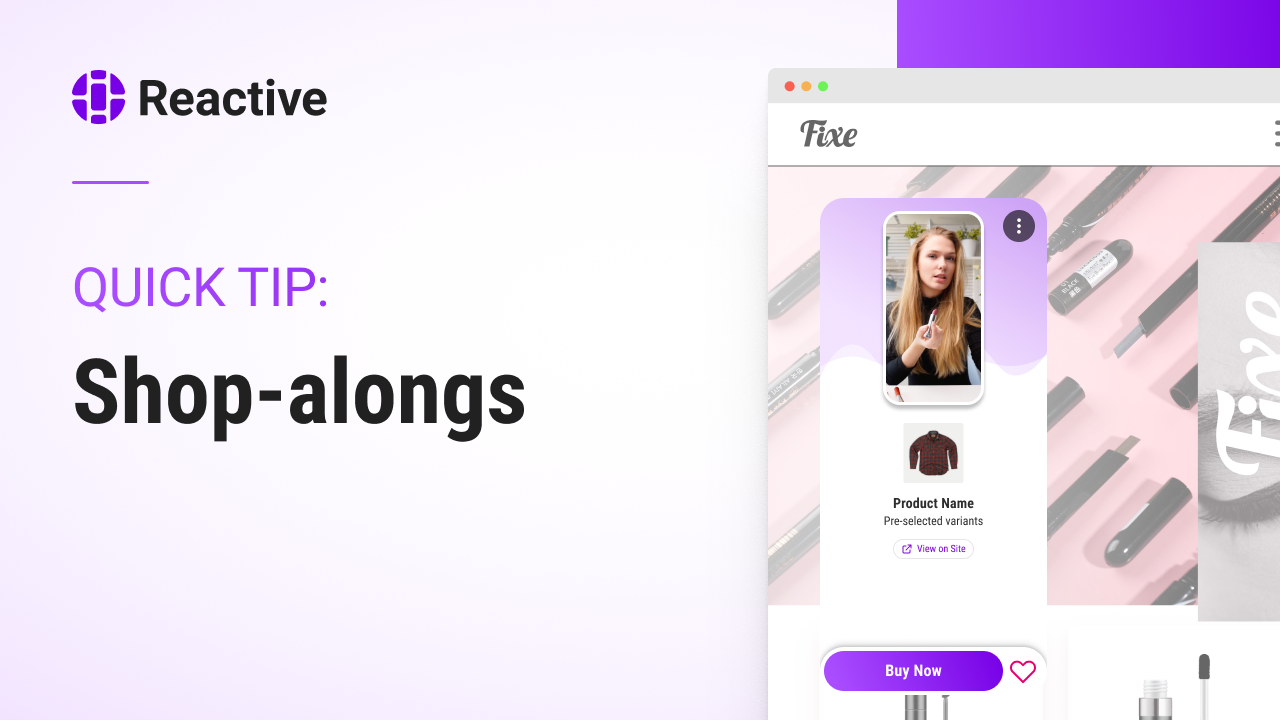 Reactive
QUICK TIP:
Shop-alongs
Fixe
Fixe
Product Name
Pre-selected variants
View on Site
Buy Now